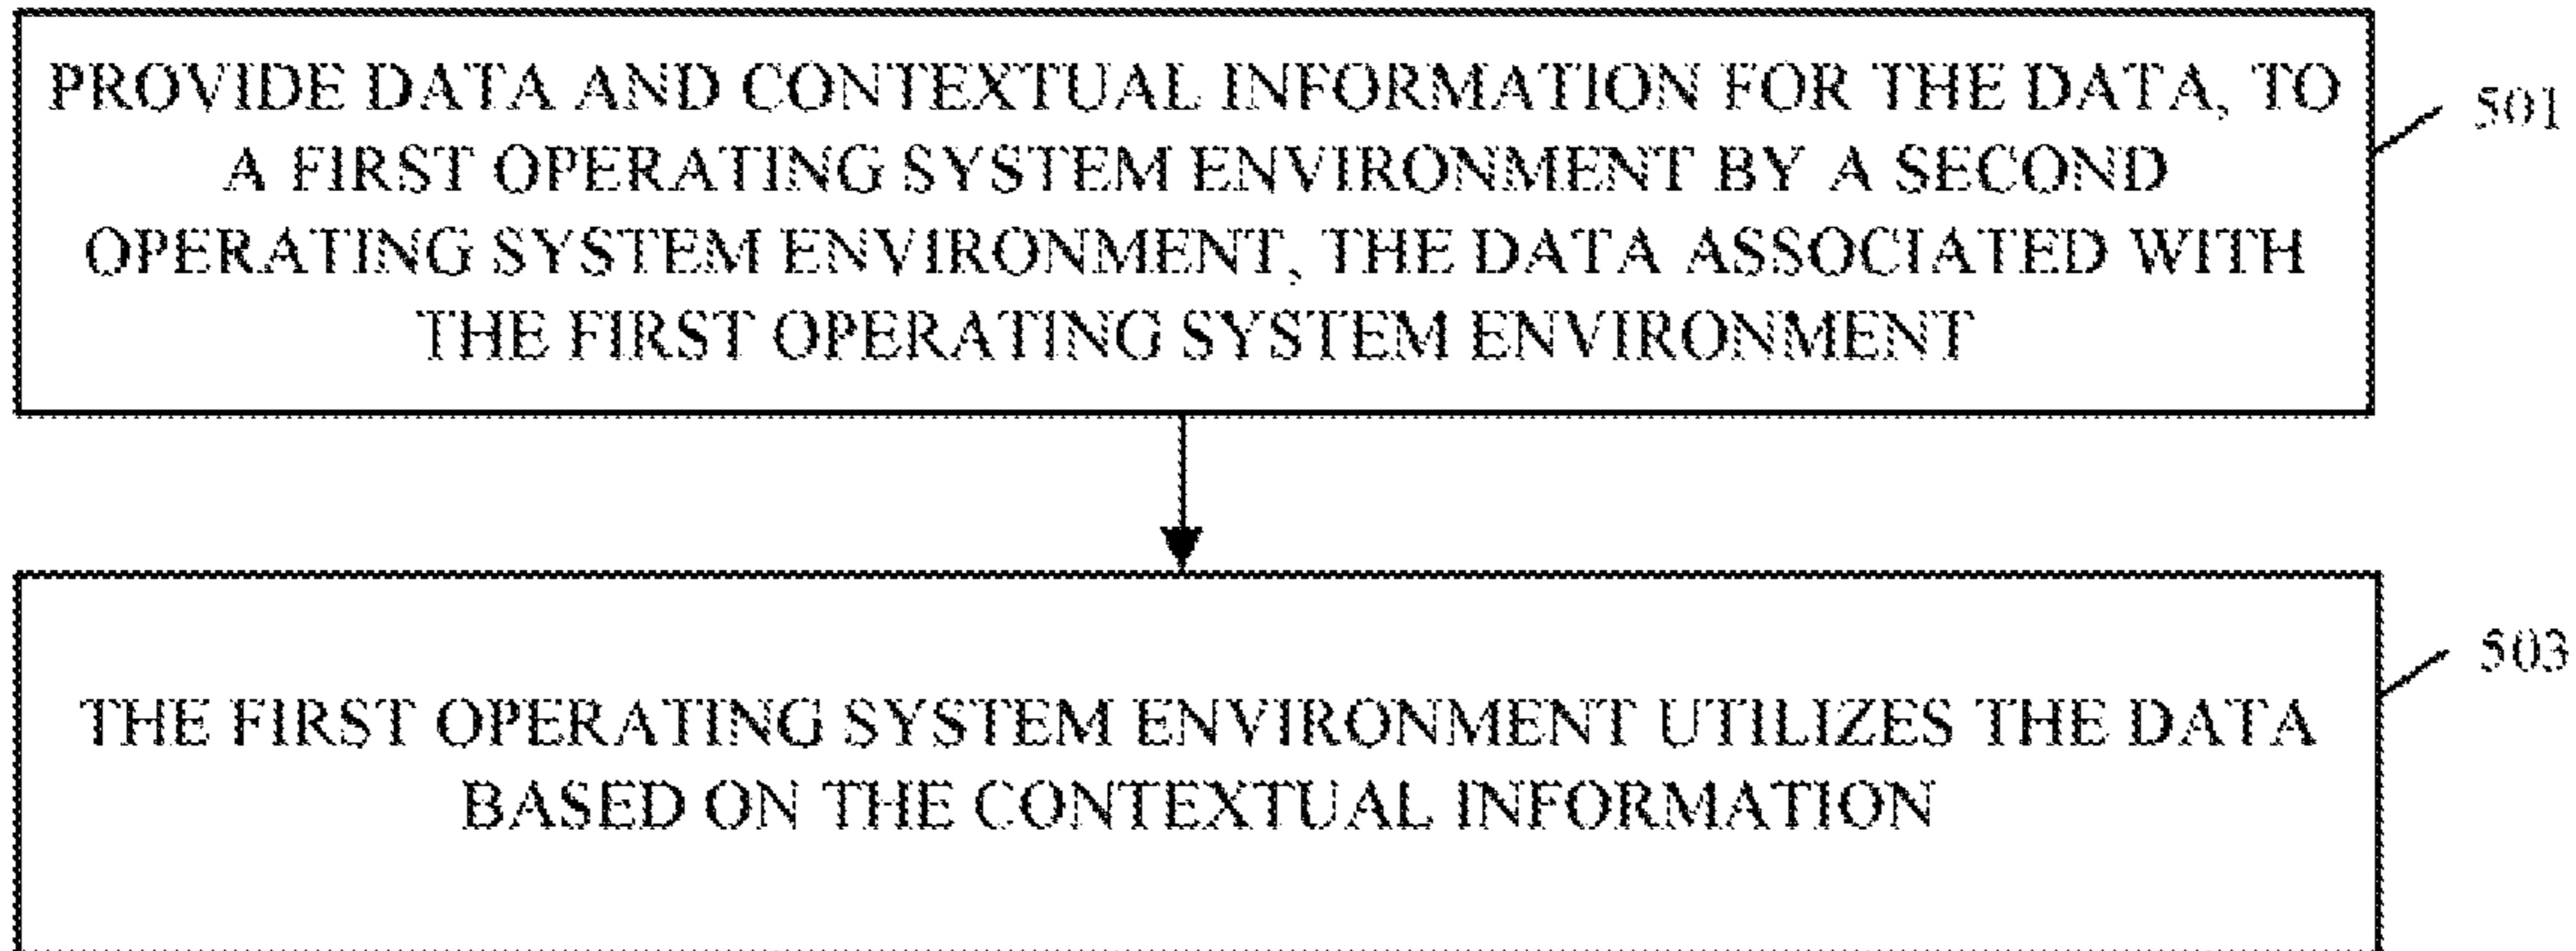 PROVIDE DATA AND CONTEXTUAL INFORMATION FOR THE DATA, TO
A FIRST OPERATING SYSTEM ENVIRONMENT BY A SECOND
OPERATING SYSTEM ENVIRONMENT, THE DATA ASSOCIATED WITH
THE FIRST OPERATING SYSTEM ENVIRONMENT
501
THE FIRST OPERATING SYSTEM ENVIRONMENT UTILIZES THE DATA
BASED ON THE CONTEXTUAL INFORMATION
503